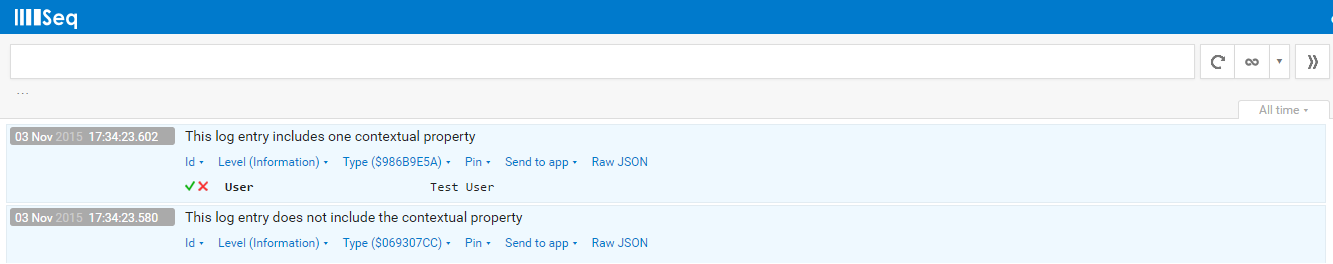 Seq
...
All time
03 Nov 2015 17:34:23.602 This log entry includes one contextual property
Id Level (Information) Type ($986B9E5A) Pin Send to app Raw JSON
User Test User
03 Nov 2015 17:34:23.580 This log entry does not include the contextual property
Id Level (Information) Type ($069307CC) Pin Send to app Raw JSON